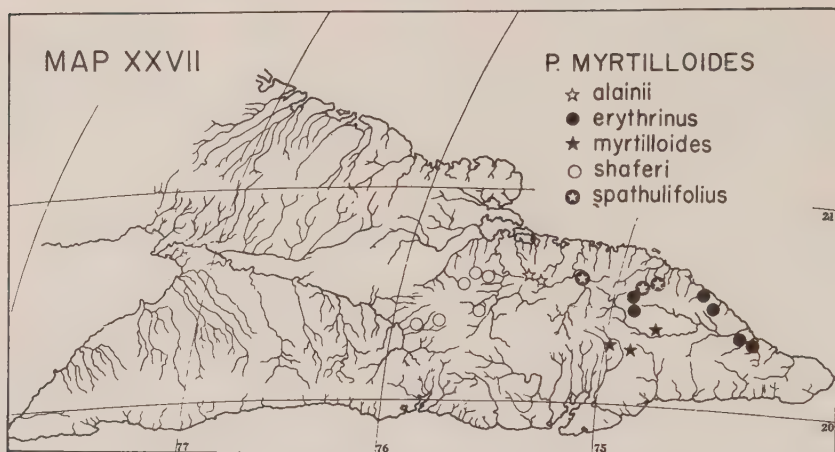 MAP XXVII
P. MYRTILLOIDES
alainii
erythrinus
myrtilloides
shaferi
spathulifolius
21
20
77
76
75